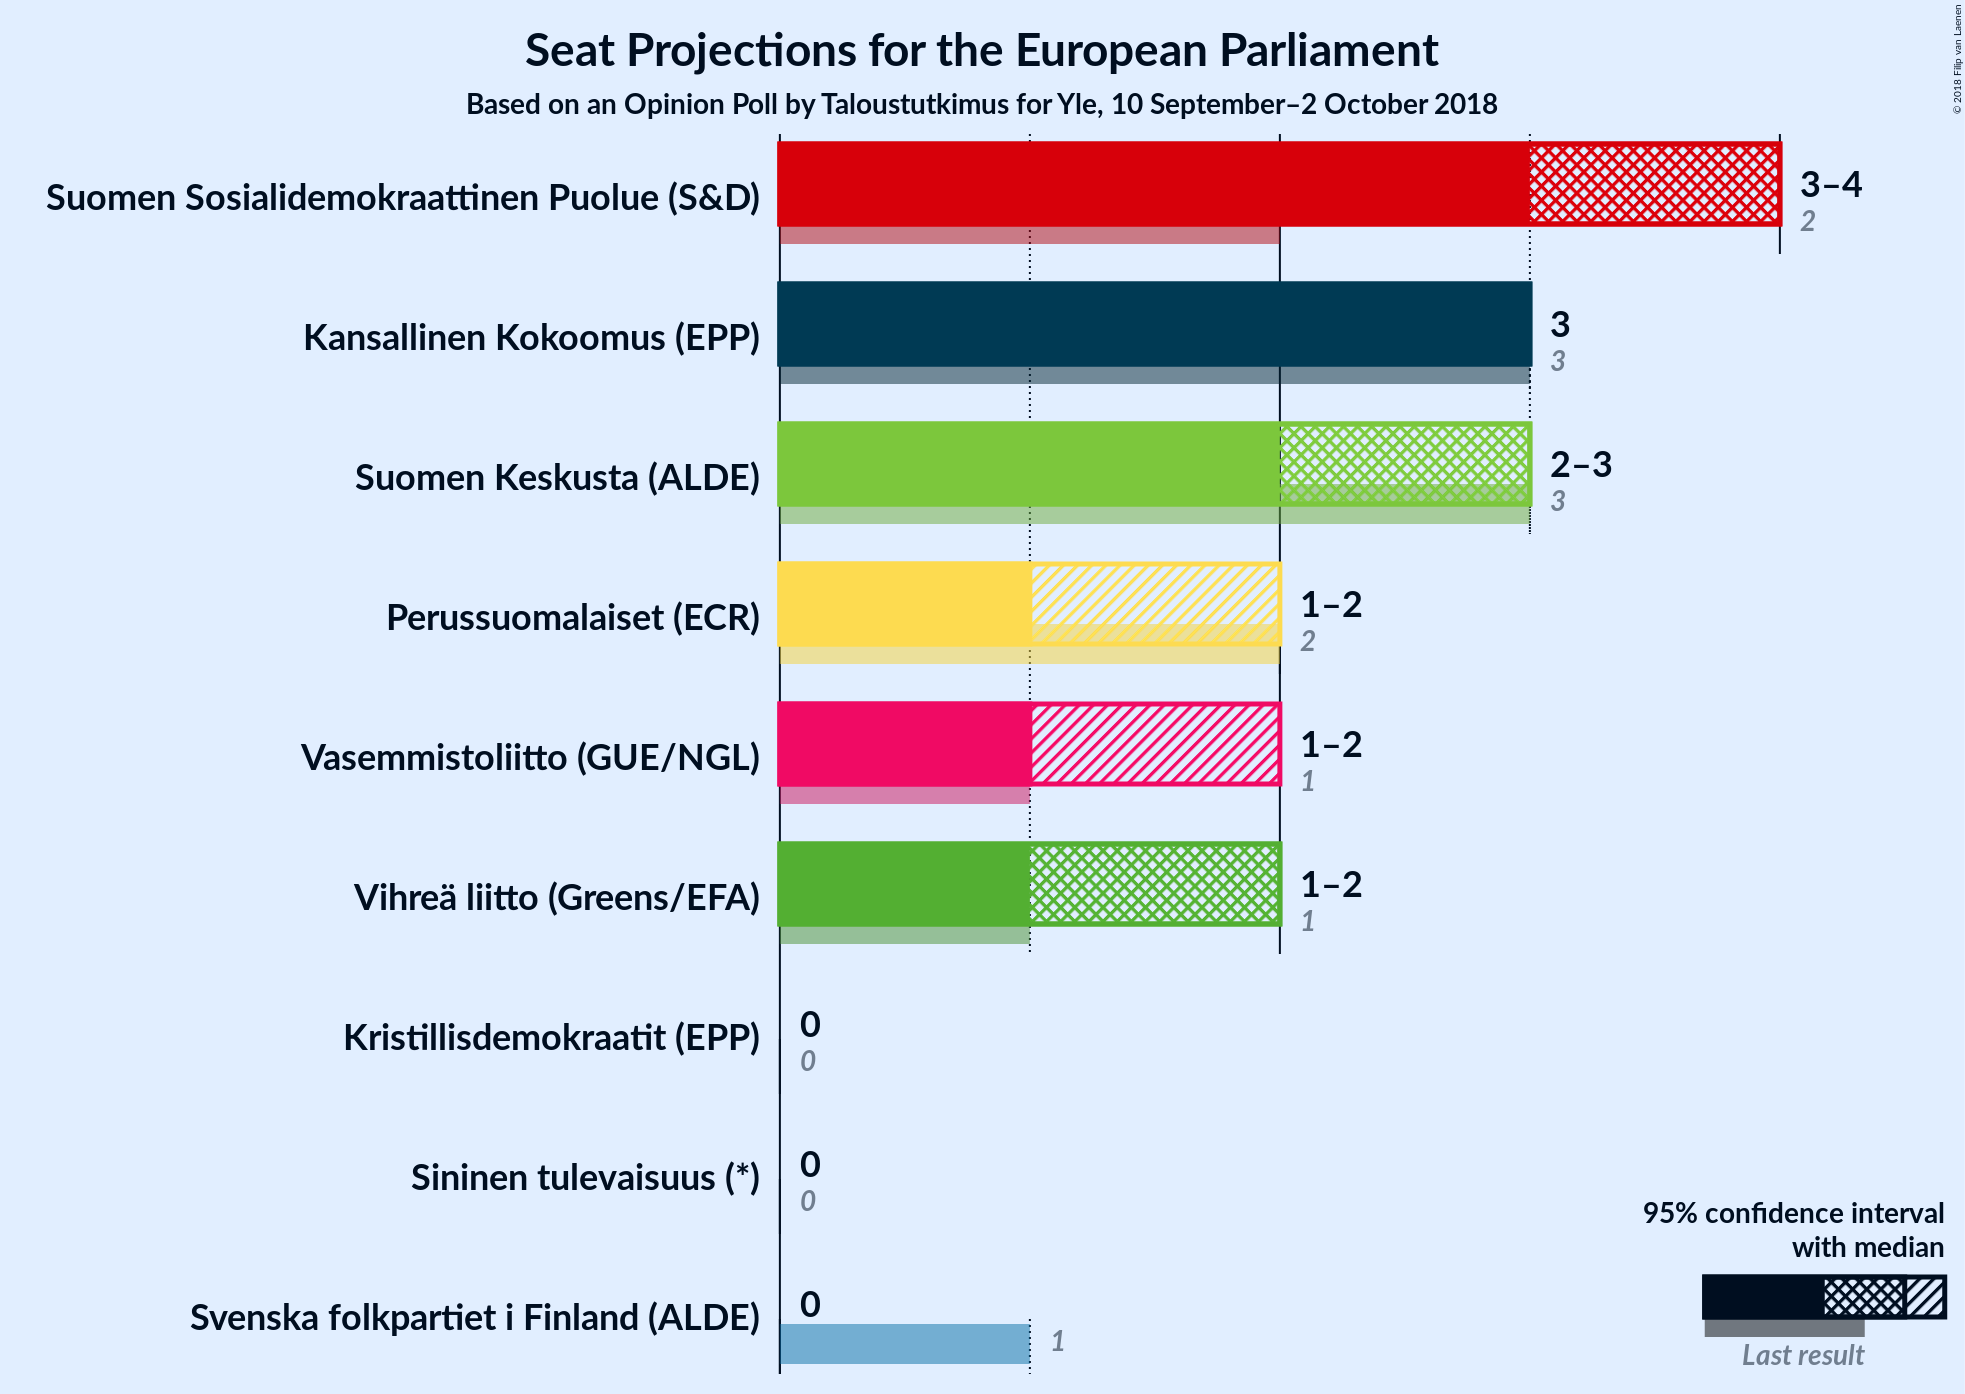 Seat Projections for the European Parliament
Based on an Opinion Poll by Taloustutkimus for Yle, 10 September–2 October 2018
© 2018 Filip van Laenen
Suomen Sosialidemokraattinen Puolue (S&D)
3–4
2
Kansallinen Kokoomus (EPP)
3
3
Suomen Keskusta (ALDE)
2–3
3
Perussuomalaiset (ECR)
1–2
2
Vasemmistoliitto (GUE/NGL)
1–2
1
Vihreä liitto (Greens/EFA)
1–2
1
Kristillisdemokraatit (EPP)
0
0
Sininen tulevaisuus (*)
0
0
Svenska folkpartiet i Finland (ALDE)
0
1
95% confidence interval
with median
Last result